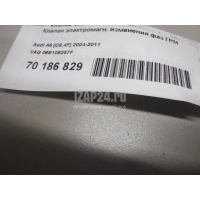 Клапан электромагн. изменения фаз ГРМ
Audi A6 [C6,4F] 2004-2011
VAG 06E109257F
70 186 829
IZAP24.RU